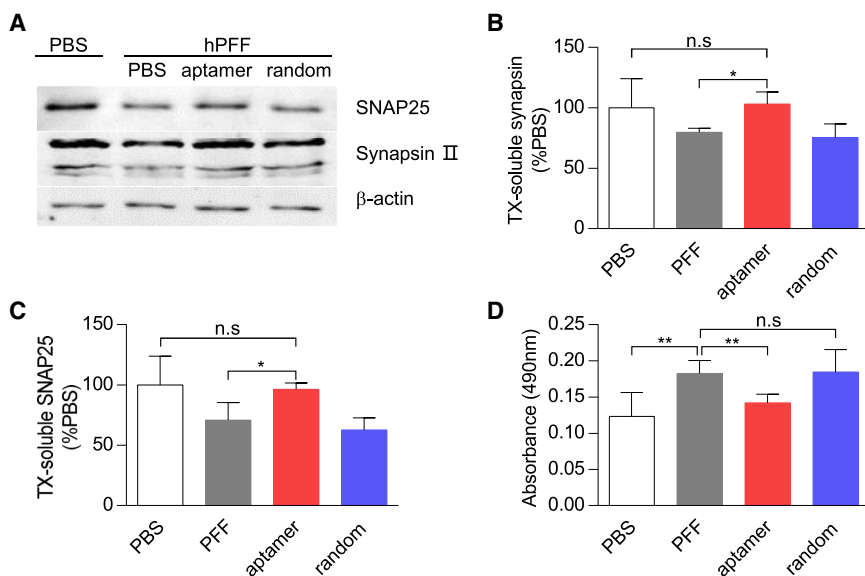 A
PBS
hPFF
PBS aptamer random
SNAP25
Synapsin Ⅱ
β-actin
B
TX-soluble synapsin
(%PBS)
150
100
50
0
n.s
*
PBS
PFF
aptamer
random
C
TX-soluble SNAP25
(%PBS)
150
100
50
0
n.s
*
PBS
PFF
aptamer
random
D
Absorbance (490nm)
0.25
0.20
0.15
0.10
0.05
0.00
n.s
** **
PBS
PFF
aptamer
random